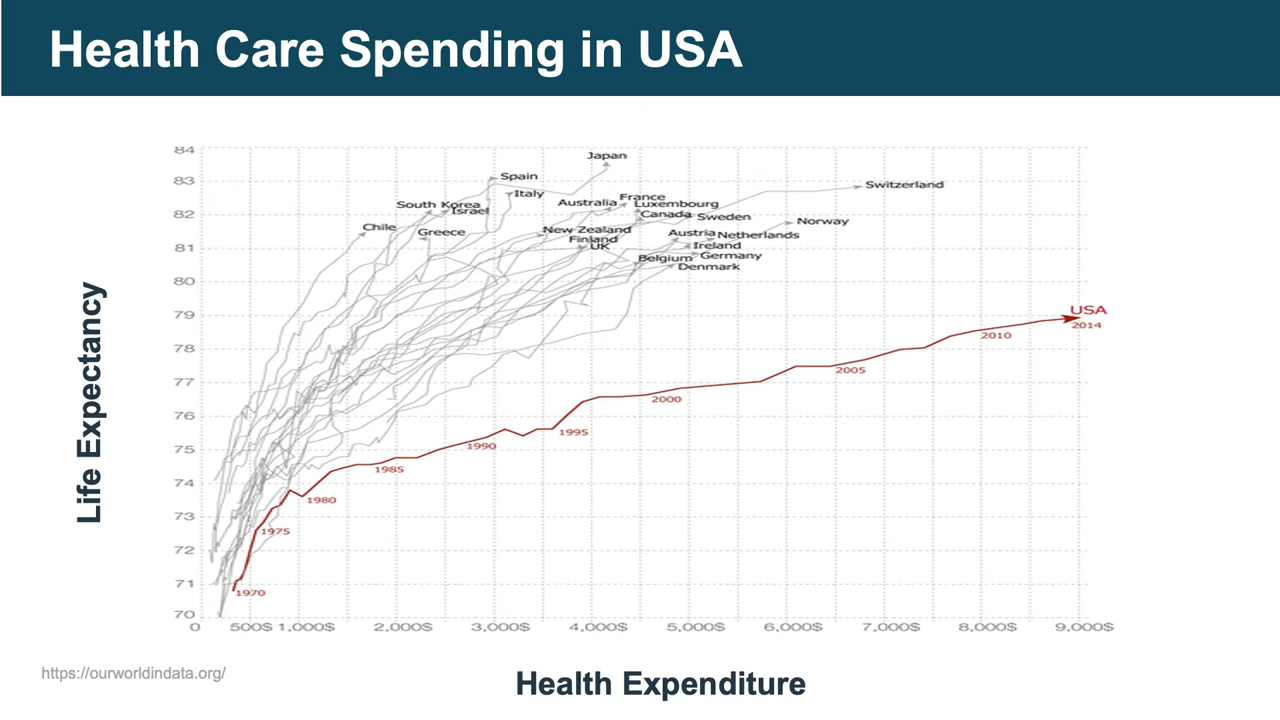 Health Care Spending in USA
Life Expectancy
84
83
82
81
80
79
78
77
76
75
74
73
72
71
70
Japan
Spain
Switzerland
Italy
France
South Korea
Australia
Luxembourg
Israel
Canada
Sweden
Norway
Chile
Greece
New Zealand
Austria
Netherlands
Finland
UK
Ireland
Belgium
Germany
Denmark
USA
2014
2010
2005
2000
1995
1990
1985
1980
1975
1970
0 500$ 1.000$ 2,000$ 3,000$ 4,000$ 5,000$ 6,000$ 7,000$ 8,000$ 9,000$
https://ourworldindata.org/
Health Expenditure